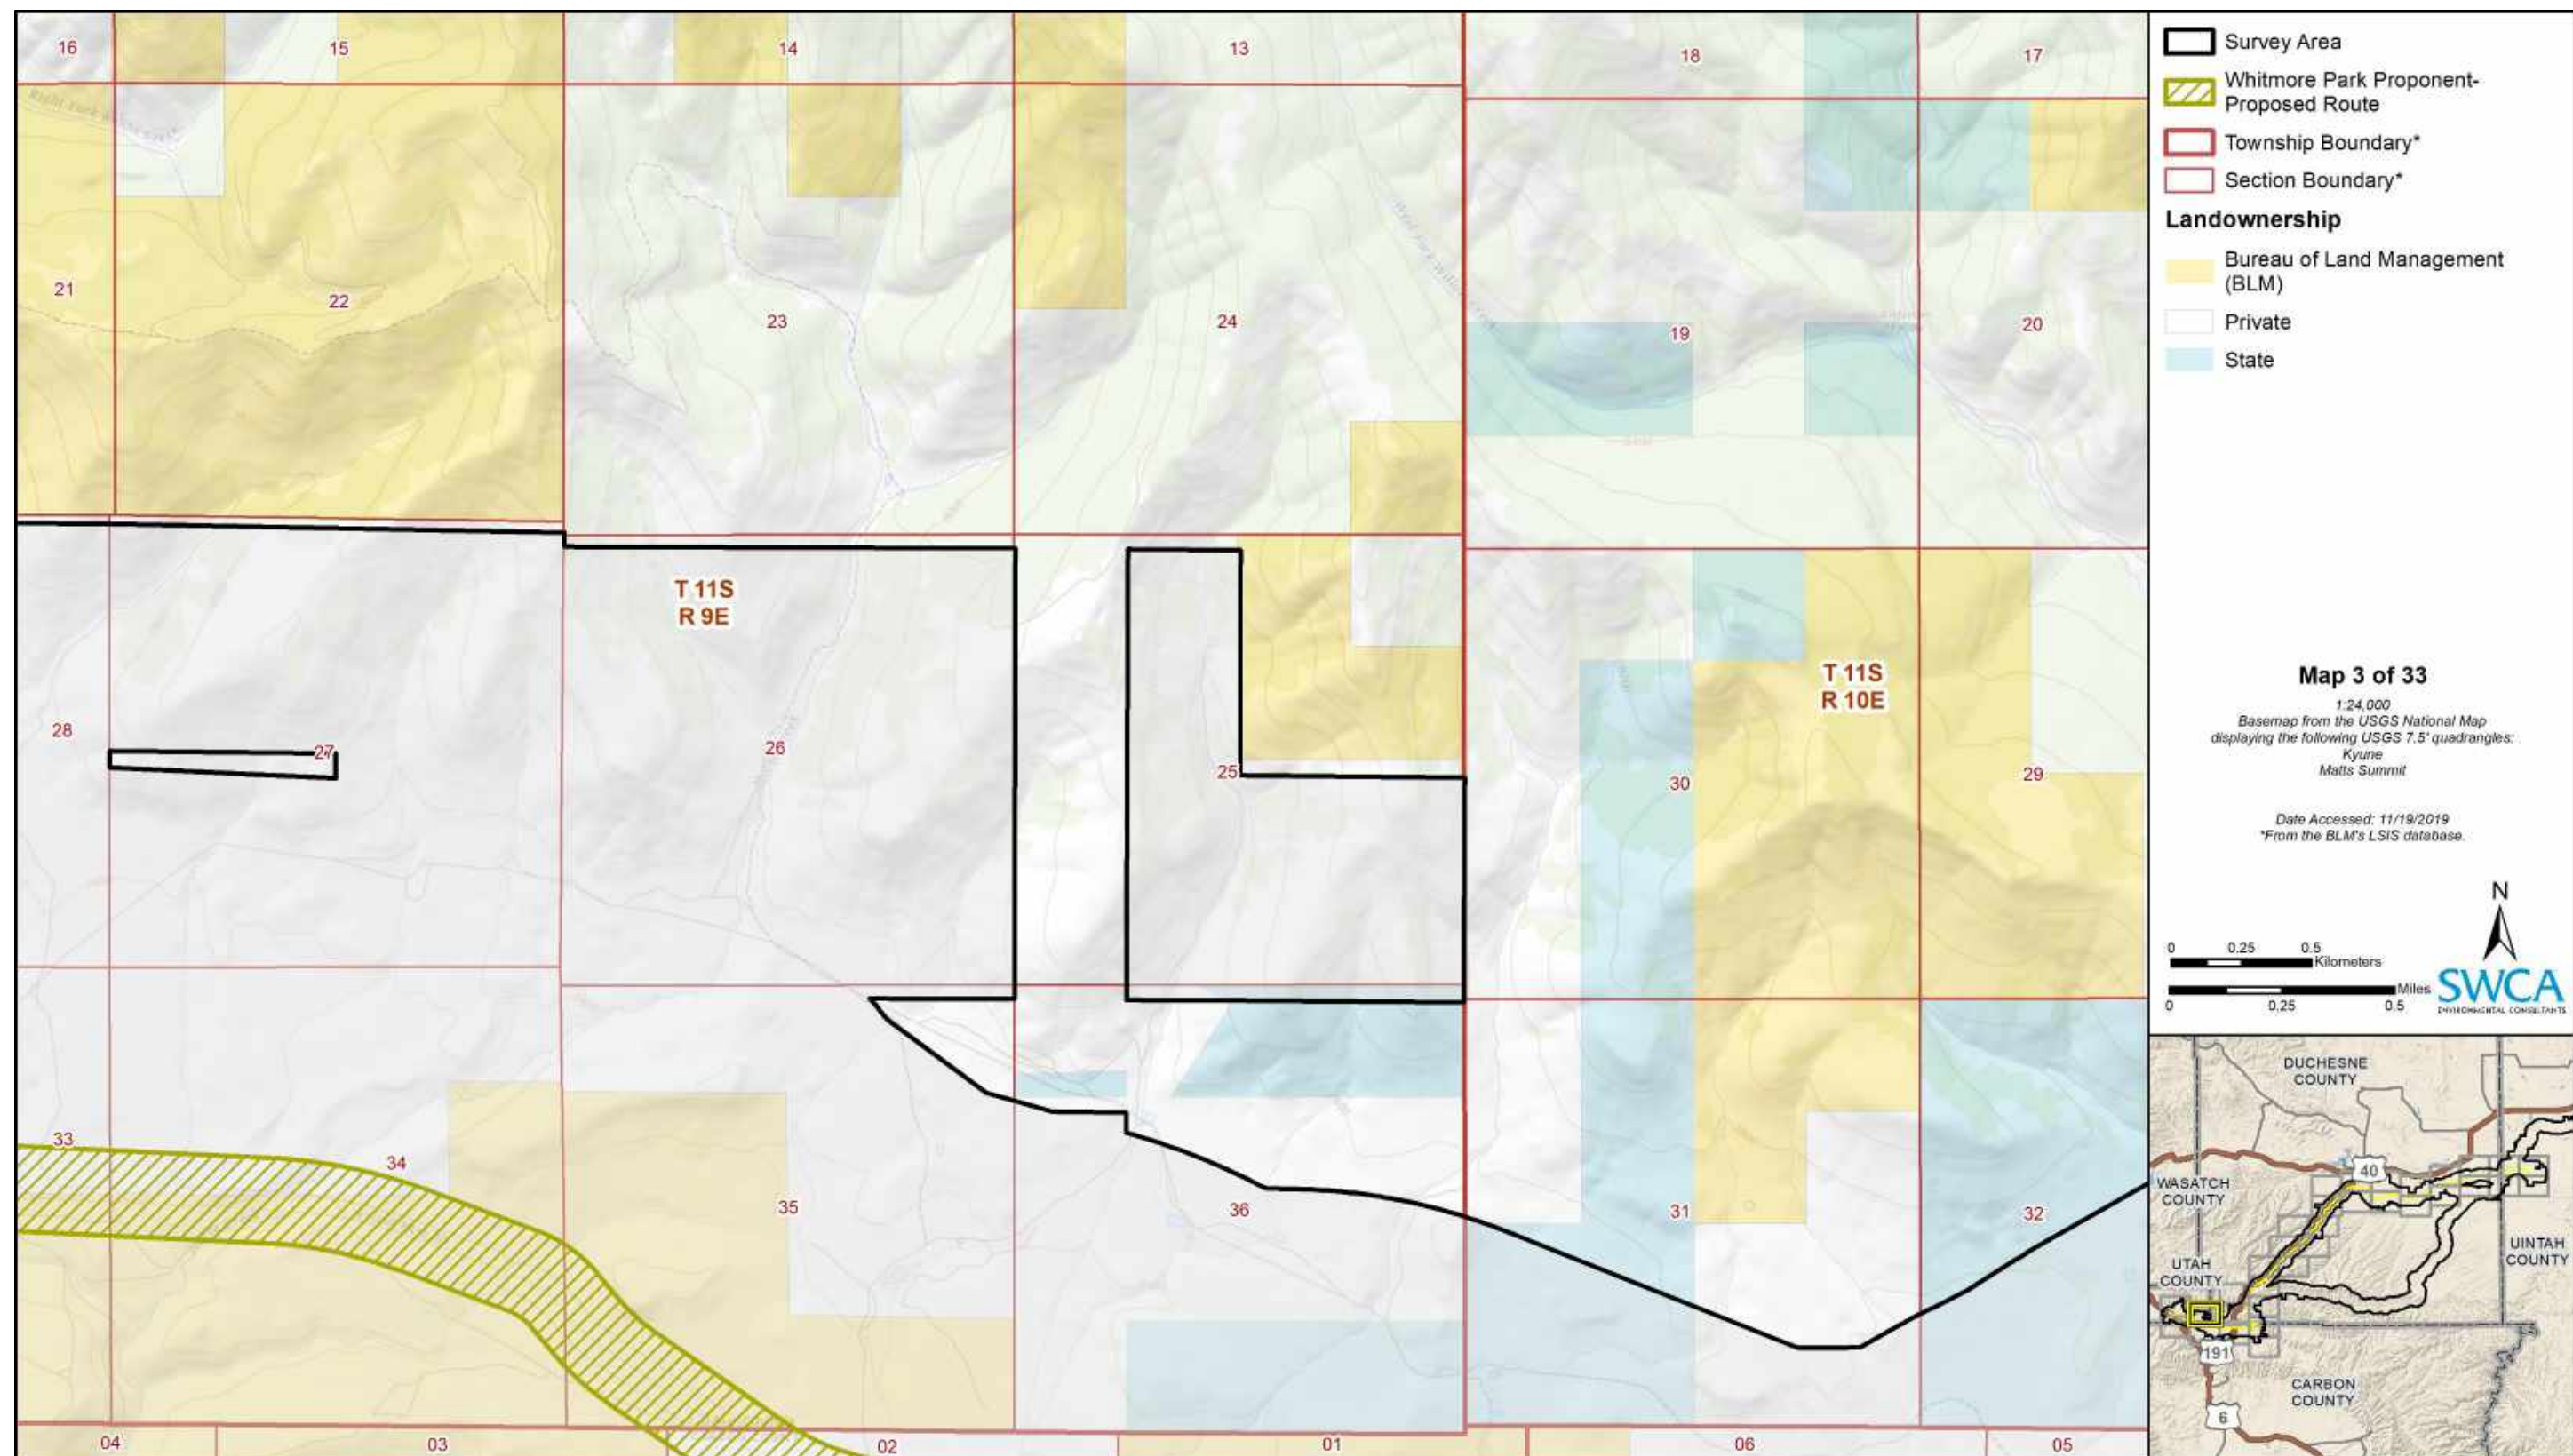 16
15
14
13
18
17
21
22
23
24
19
20
T 11S
R 9E
T 11S
R 10E
28
27
26
25
30
29
33
34
35
36
31
32
04
03
02
01
06
05
Survey Area
Whitmore Park Proponent-
Proposed Route
Township Boundary*
Section Boundary*
Landownership
Bureau of Land Management
(BLM)
Private
State
Map 3 of 33
1:24,000
Basemap from the USGS National Map
displaying the following USGS 7.5' quadrangles:
Kyune
Matts Summit
Date Accessed: 11/19/2019
*From the BLM's LSIS database.
N
0 0.25 0.5
Kilometers
Miles
0 0.25 0.5
SWCA
ENVIRONMENTAL CONSULTANTS
DUCHESNE
COUNTY
40
WASATCH
COUNTY
UINTAH
COUNTY
UTAH
COUNTY
191
CARBON
COUNTY
6